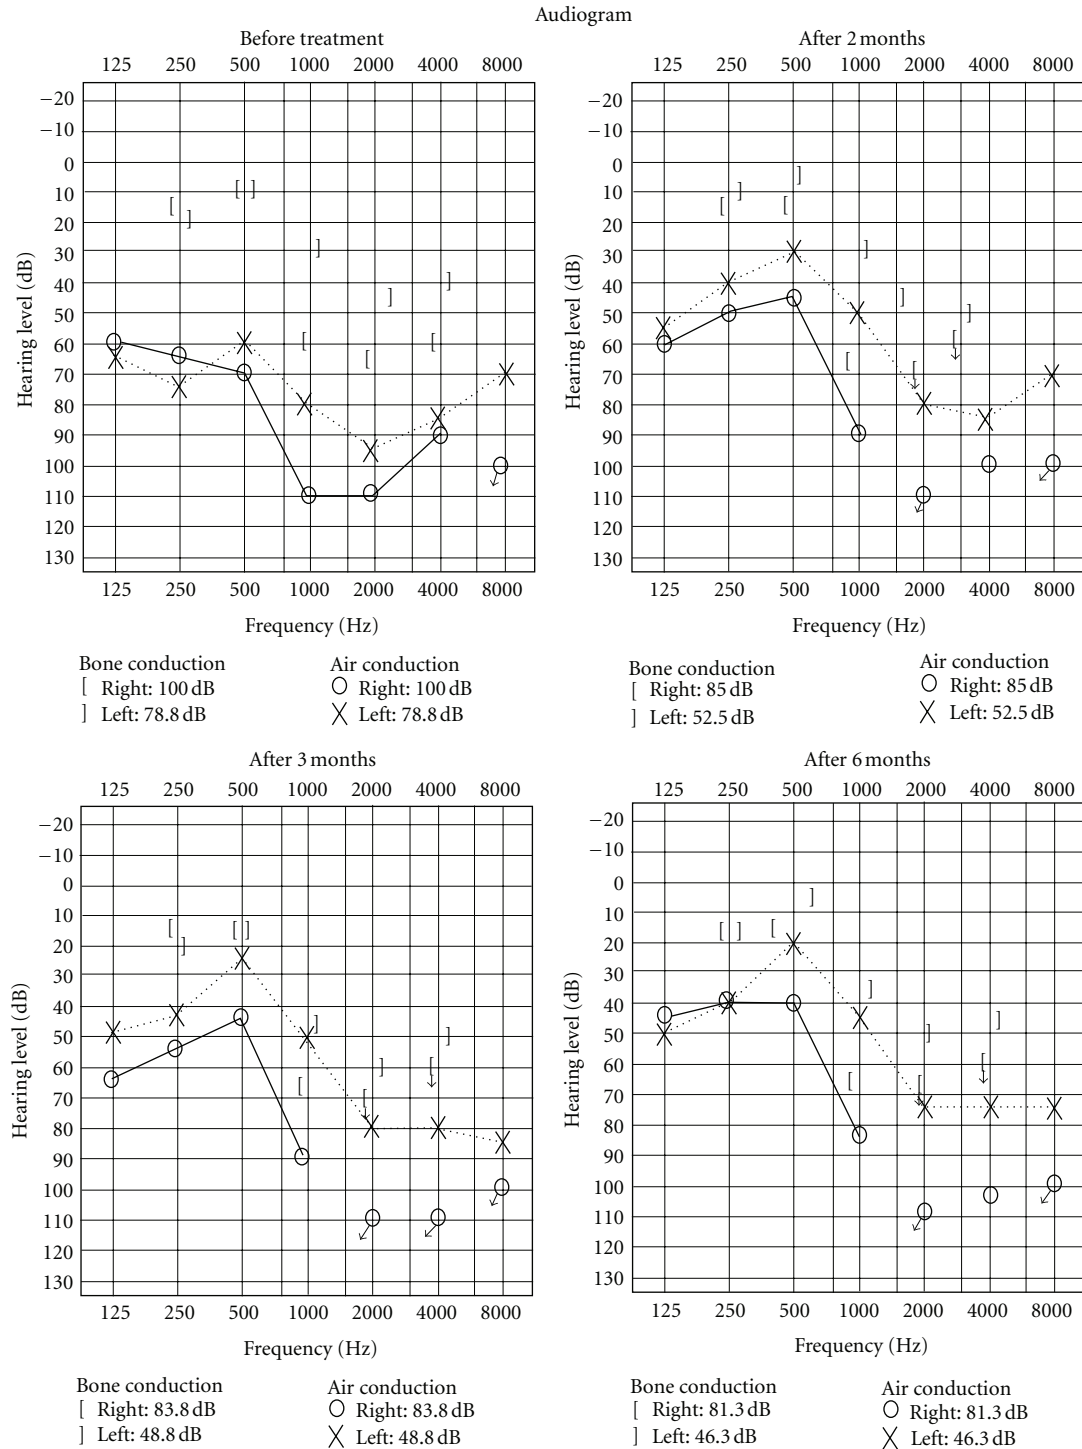 Audiogram
Before treatment
125 250 500 1000 2000 4000 8000
−20
−10
0
10
20
30
40
50
60
70
80
90
100
110
120
130
Hearing level (dB)
125 250 500 1000 2000 4000 8000
Frequency (Hz)
Bone conduction
[ Right: 100 dB
] Left: 78.8 dB
Air conduction
Right: 100 dB
Left: 78.8 dB
After 2 months
125 250 500 1000 2000 4000 8000
−20
−10
0
10
20
30
40
50
60
70
80
90
100
110
120
130
Hearing level (dB)
125 250 500 1000 2000 4000 8000
Frequency (Hz)
Bone conduction
[ Right: 85 dB
] Left: 52.5 dB
Air conduction
Right: 85 dB
Left: 52.5 dB
After 3 months
125 250 500 1000 2000 4000 8000
−20
−10
0
10
20
30
40
50
60
70
80
90
100
110
120
130
Hearing level (dB)
125 250 500 1000 2000 4000 8000
Frequency (Hz)
Bone conduction
[ Right: 83.8 dB
] Left: 48.8 dB
Air conduction
Right: 83.8 dB
Left: 48.8 dB
After 6 months
125 250 500 1000 2000 4000 8000
−20
−10
0
10
20
30
40
50
60
70
80
90
100
110
120
130
Hearing level (dB)
125 250 500 1000 2000 4000 8000
Frequency (Hz)
Bone conduction
[ Right: 81.3 dB
] Left: 46.3 dB
Air conduction
Right: 81.3 dB
Left: 46.3 dB